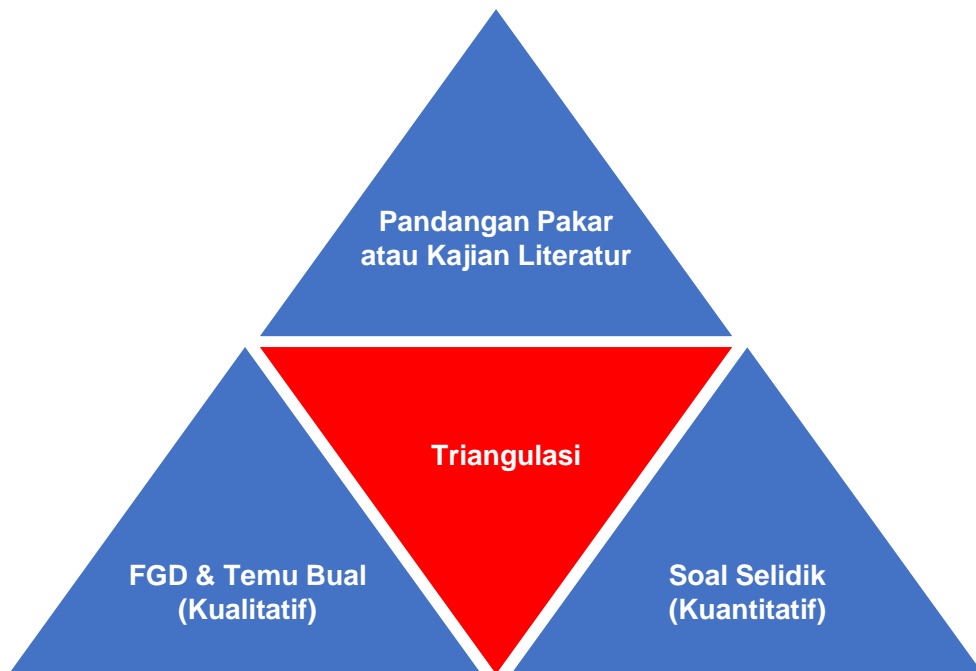 Pandangan Pakar
atau Kajian Literatur
Triangulasi
FGD & Temu Bual
(Kualitatif)
Soal Selidik
(Kuantitatif)